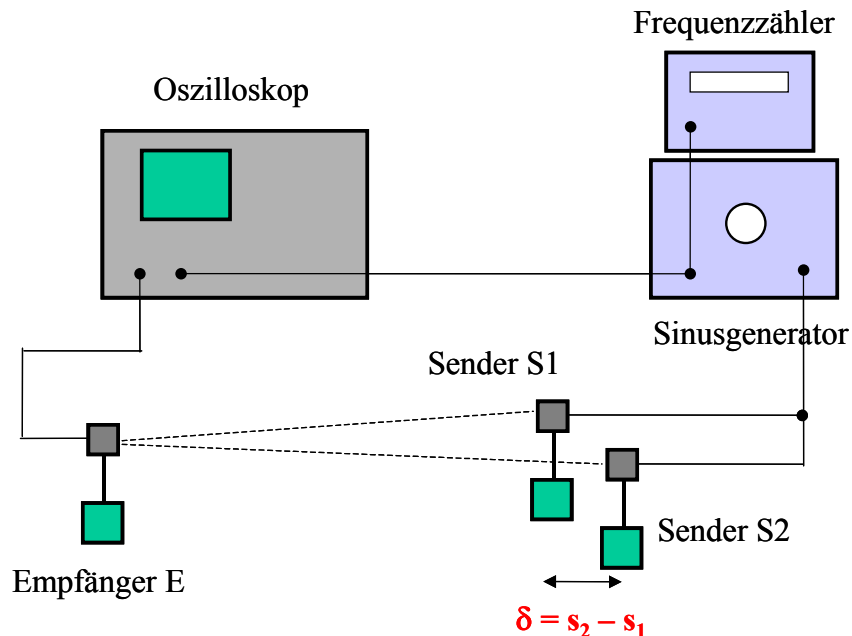 Frequenzzähler
Oszilloskop
Sinusgenerator
Sender S1
Sender S2
Empfänger E
δ = s₂ – s₁